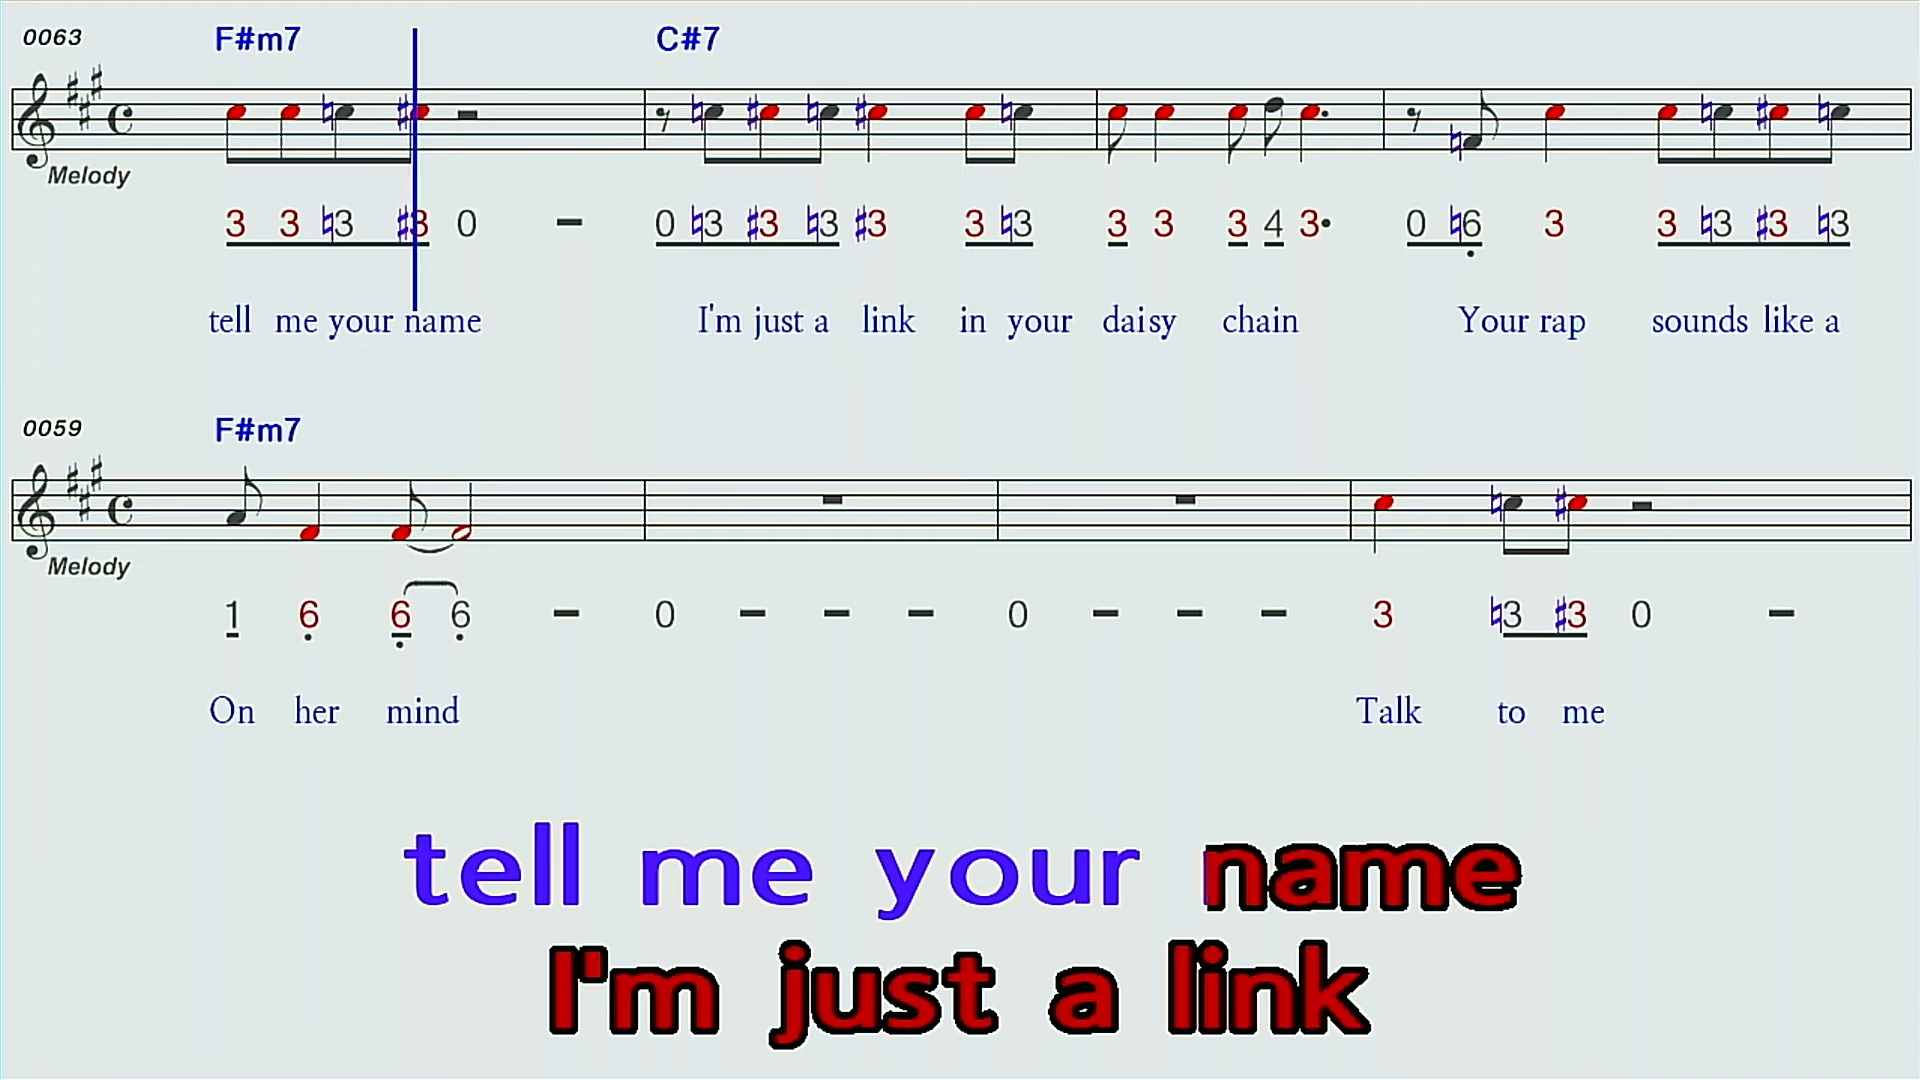 0063 F#m7 C#7
Melody
3 3 ♮3 #3 0 – 0 ♮3 #3 ♮3 #3 3 ♮3 3 3 3 4 3• 0 ♮6 3 3 ♮3 #3 ♮3
tell me your name I'm just a link in your daisy chain Your rap sounds like a
0059 F#m7
Melody
1 6 6 6 – 0 – – – 0 – – – 3 ♮3 #3 0 –
On her mind Talk to me
tell me your name
I'm just a link